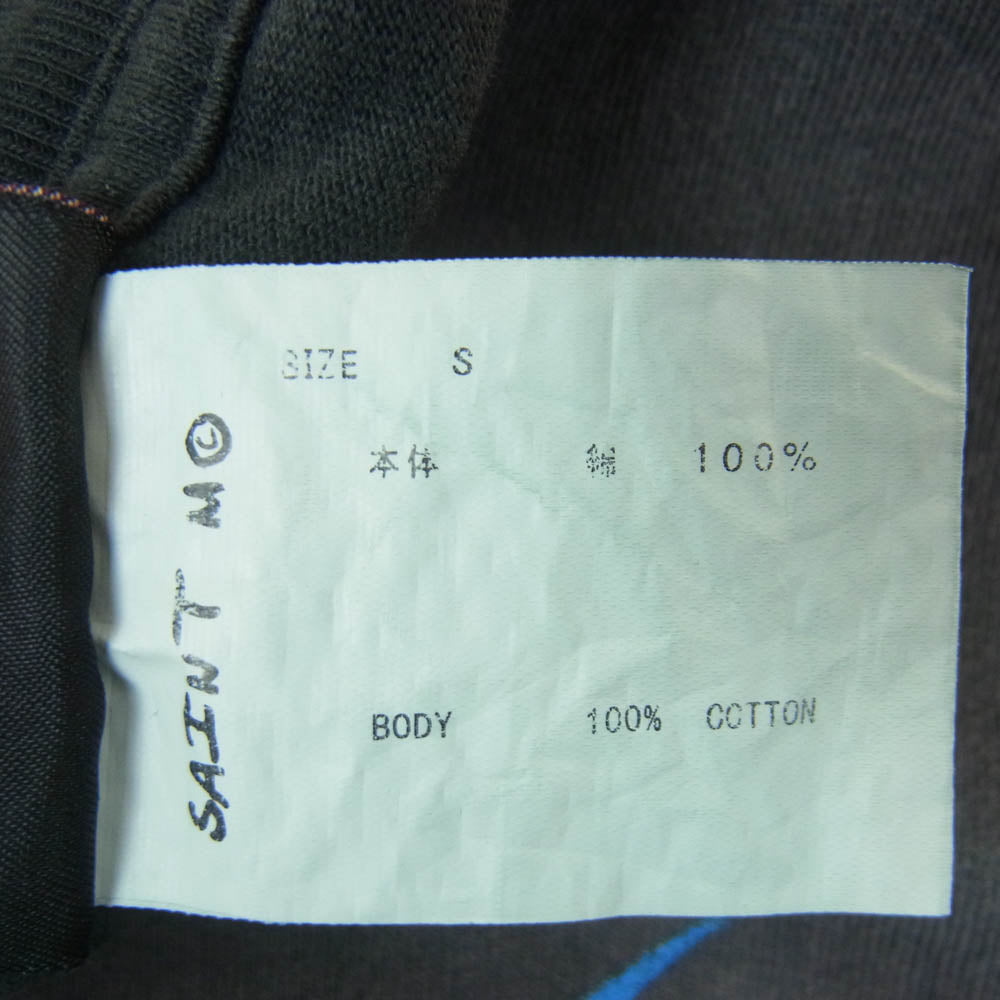 SIZE S
本体 綿 100%
BODY 100% COTTON
SAINT M©